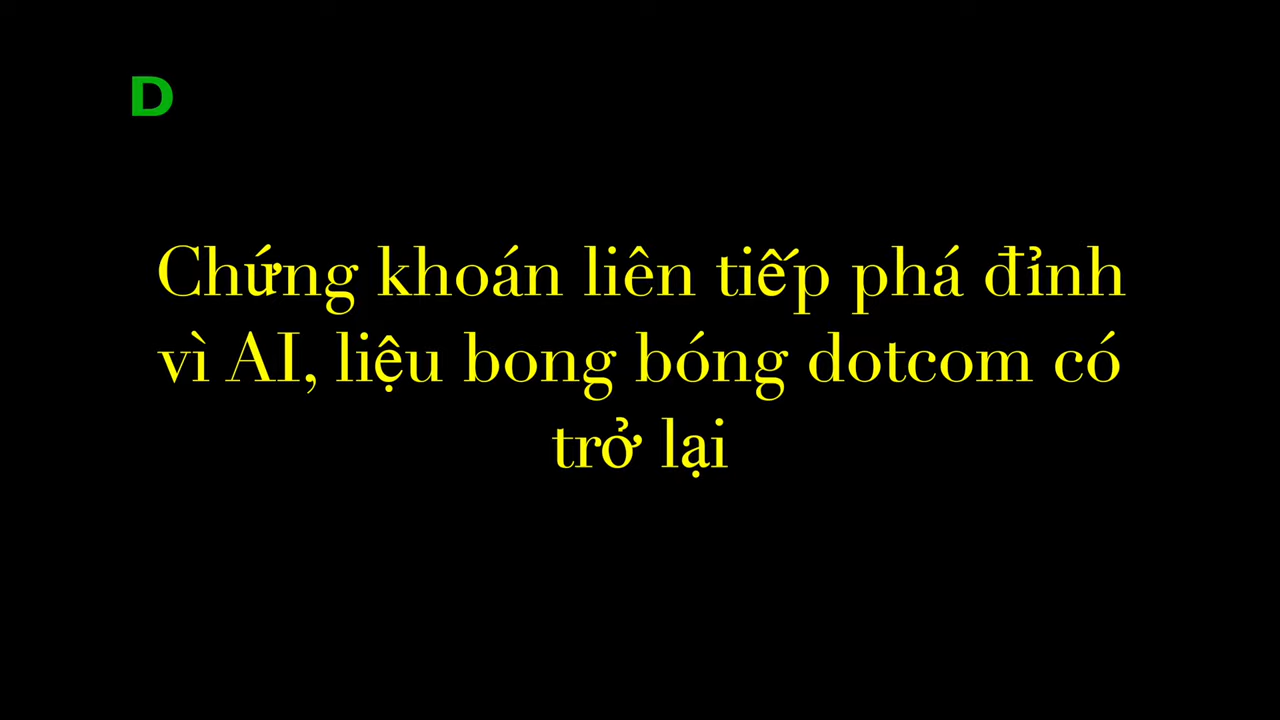 D
Chứng khoán liên tiếp phá đỉnh
vì AI, liệu bong bóng dotcom có
trở lại